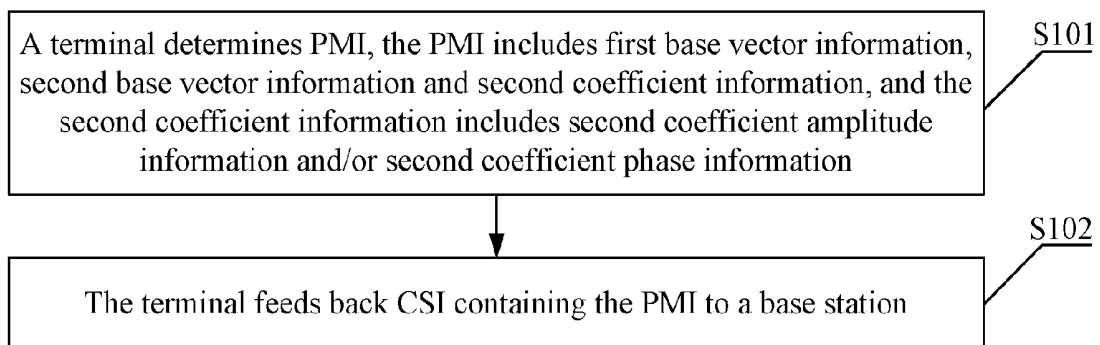 A terminal determines PMI, the PMI includes first base vector information,
second base vector information and second coefficient information, and the
second coefficient information includes second coefficient amplitude
information and/or second coefficient phase information
S101
The terminal feeds back CSI containing the PMI to a base station
S102